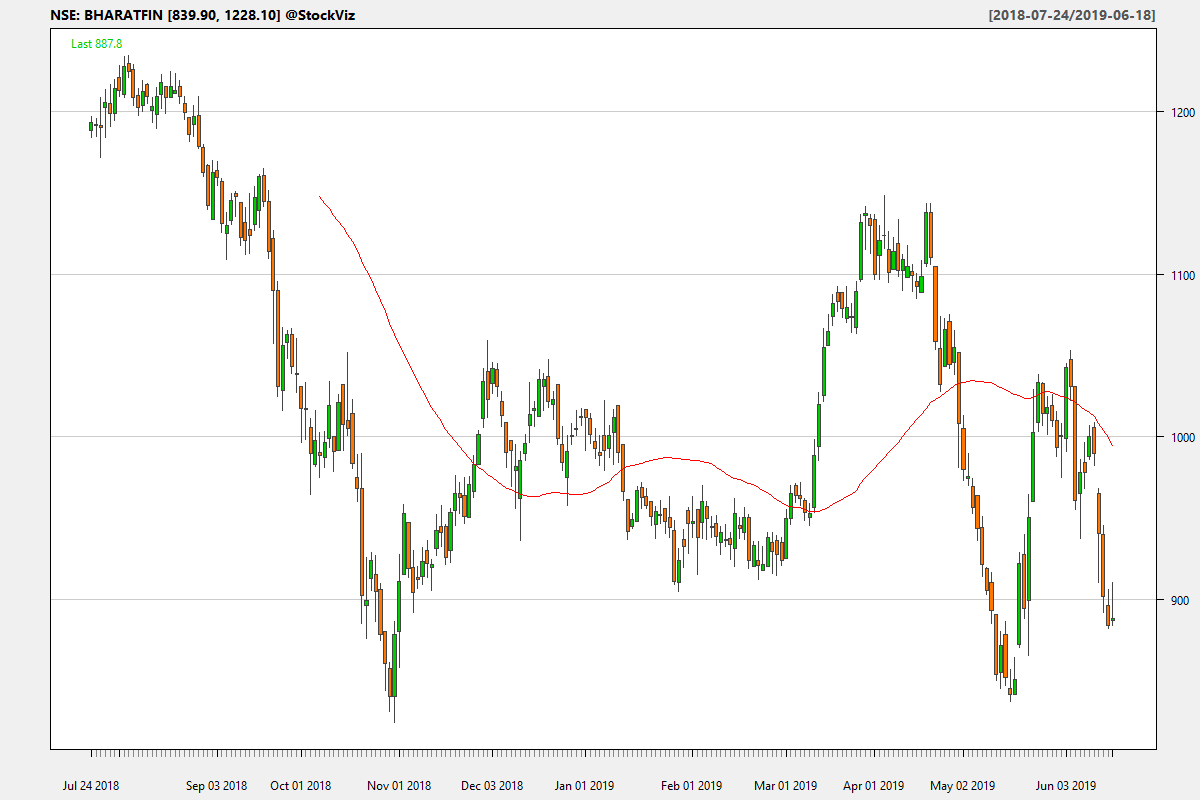 NSE: BHARATFIN [839.90, 1228.10] @StockViz [2018-07-24/2019-06-18]
Last 887.8
1200
1100
1000
900
Jul 24 2018 Sep 03 2018 Oct 01 2018 Nov 01 2018 Dec 03 2018 Jan 01 2019 Feb 01 2019 Mar 01 2019 Apr 01 2019 May 02 2019 Jun 03 2019